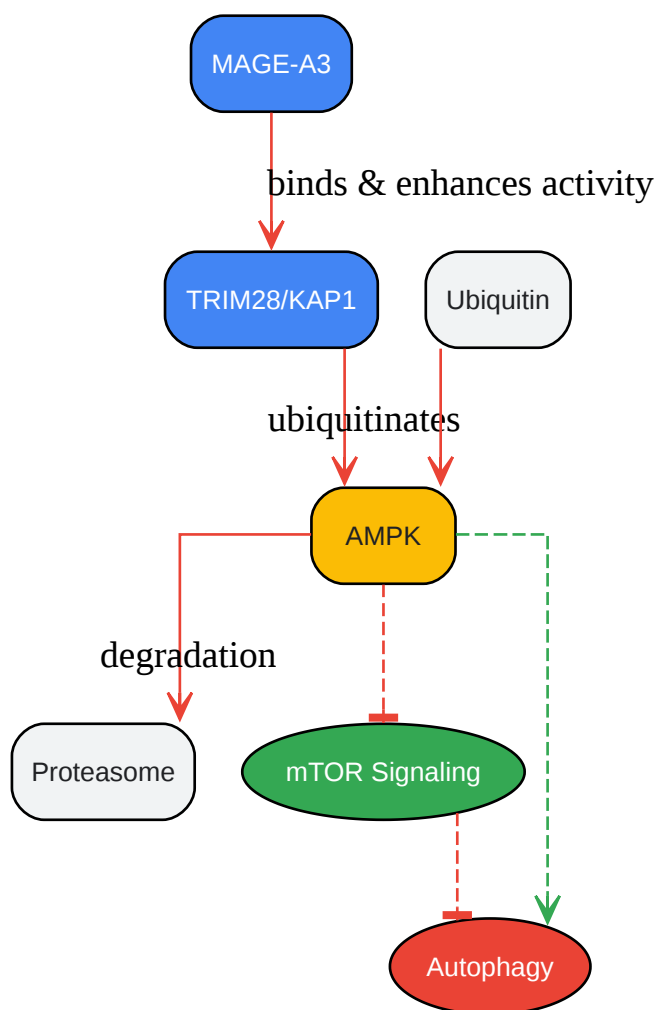 MAGE-A3
binds & enhances activity
TRIM28/KAP1
Ubiquitin
ubiquitinates
AMPK
degradation
Proteasome
mTOR Signaling
Autophagy